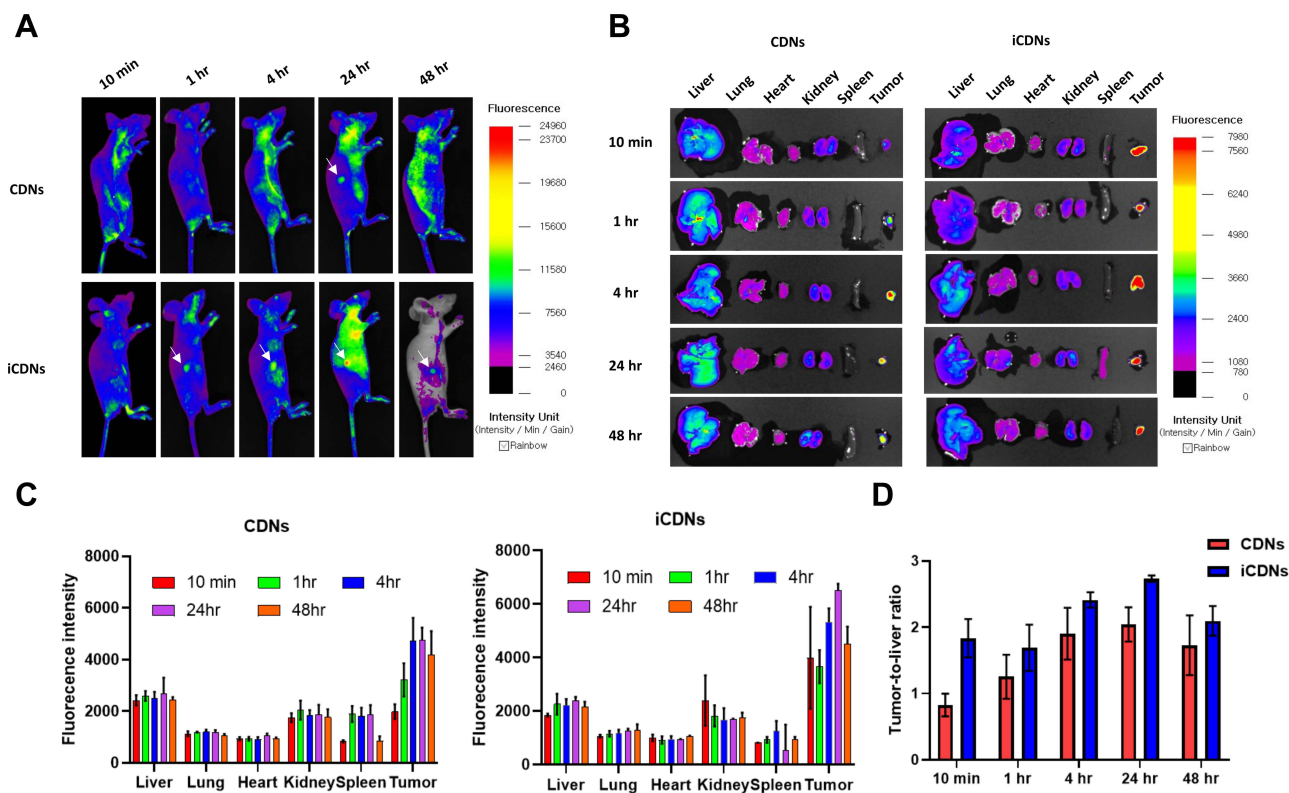 A
10 min
1 hr
4 hr
24 hr
48 hr
CDNs
iCDNs
Fluorescence
24960
23700
19680
15600
11580
7560
3540
2460
0
Intensity Unit
(Intensity / Min / Gain)
Rainbow
B
CDNs
iCDNs
Liver
Lung
Heart
Kidney
Spleen
Tumor
Liver
Lung
Heart
Kidney
Spleen
Tumor
10 min
1 hr
4 hr
24 hr
48 hr
Fluorescence
7980
7560
6240
4980
3660
2400
1080
780
0
Intensity Unit
(Intensity / Min / Gain)
Rainbow
C
CDNs
Fluorecence intensity
8000
6000
4000
2000
0
10 min
1hr
4hr
24hr
48hr
Liver
Lung
Heart
Kidney
Spleen
Tumor
iCDNs
Fluorecence intensity
8000
6000
4000
2000
0
10 min
1hr
4hr
24hr
48hr
Liver
Lung
Heart
Kidney
Spleen
Tumor
D
CDNs
iCDNs
Tumor-to-liver ratio
3
2
1
0
10 min
1 hr
4 hr
24 hr
48 hr